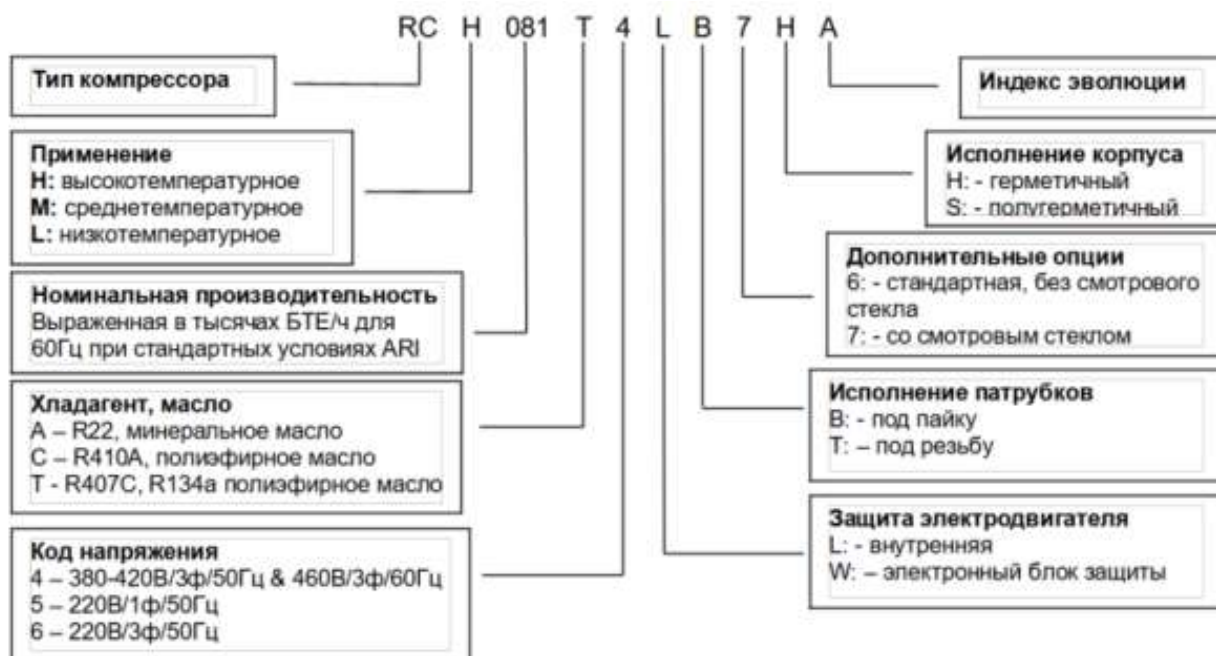 RC H 081 T 4 L B 7 H A
Тип компрессора
Применение
H: высокотемпературное
M: среднетемпературное
L: низкотемпературное
Номинальная производительность
Выраженная в тысячах БТЕ/ч для
60Гц при стандартных условиях ARI
Хладагент, масло
A – R22, минеральное масло
C – R410A, полиэфирное масло
T - R407C, R134a полиэфирное масло
Код напряжения
4 – 380-420В/3ф/50Гц & 460В/3ф/60Гц
5 – 220В/1ф/50Гц
6 – 220В/3ф/50Гц
Индекс эволюции
Исполнение корпуса
H: - герметичный
S: - полугерметичный
Дополнительные опции
6: - стандартная, без смотрового
стекла
7: - со смотровым стеклом
Исполнение патрубков
B: - под пайку
T: – под резьбу
Защита электродвигателя
L: - внутренняя
W: – электронный блок защиты